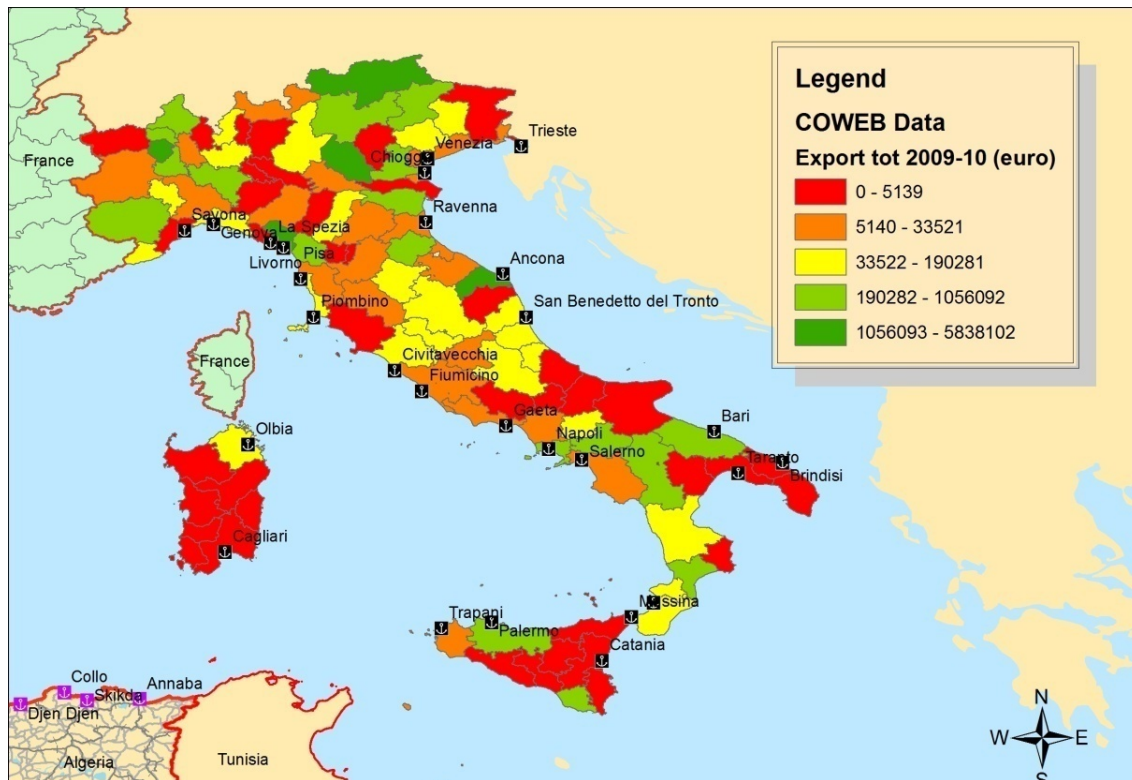 Legend
COWEB Data
Export tot 2009-10 (euro)
0 - 5139
5140 - 33521
33522 - 190281
190282 - 1056092
1056093 - 5838102
France
Trieste
Venezia
Chioggi
Ravenna
Savona
Genova
La Spezia
Pisa
Livorno
Ancona
Piombino
San Benedetto del Tronto
Civitavecchia
Fiumicino
France
Gaeta
Bari
Olbia
Napoli
Salerno
Taranto
Brindisi
Cagliari
Messina
Trapani
Palermo
Catania
Collo
Annaba
Skikda
Djen Djen
Algeria
Tunisia
N
W
E
S